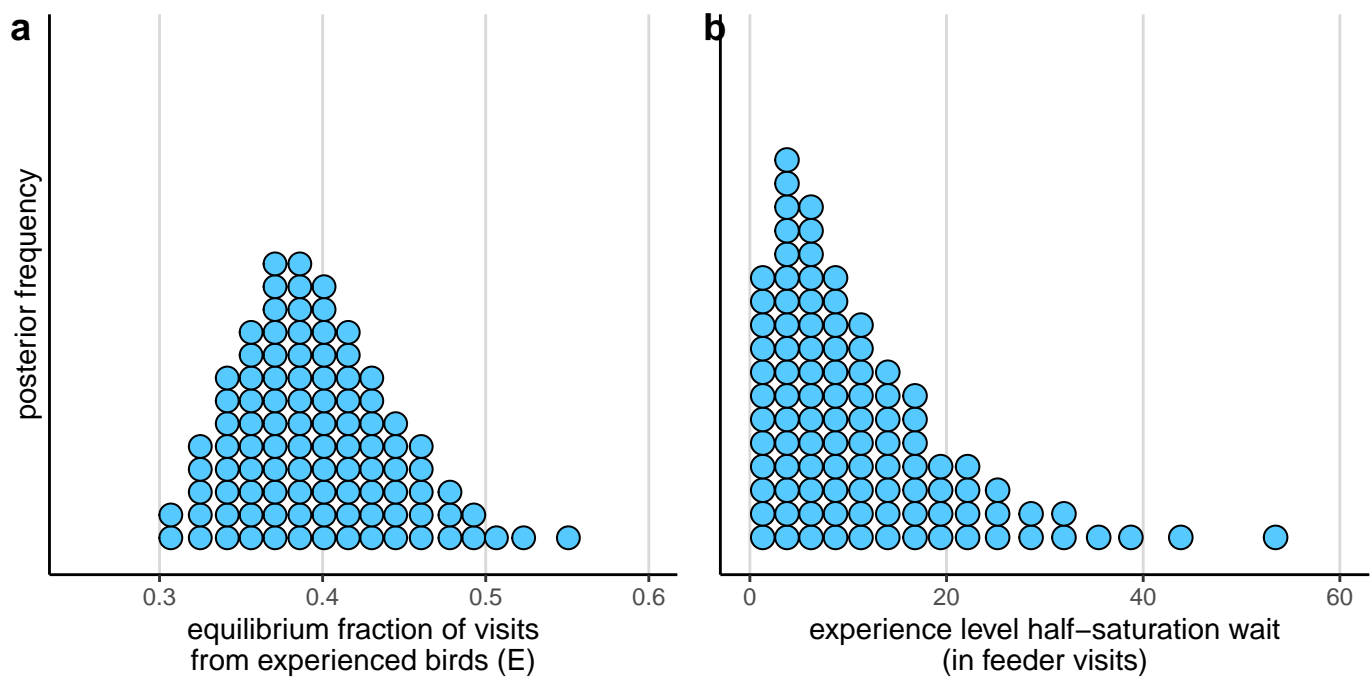 a
posterior frequency
0.3 0.4 0.5 0.6
equilibrium fraction of visits
from experienced birds (E)
b
0 20 40 60
experience level half−saturation wait
(in feeder visits)